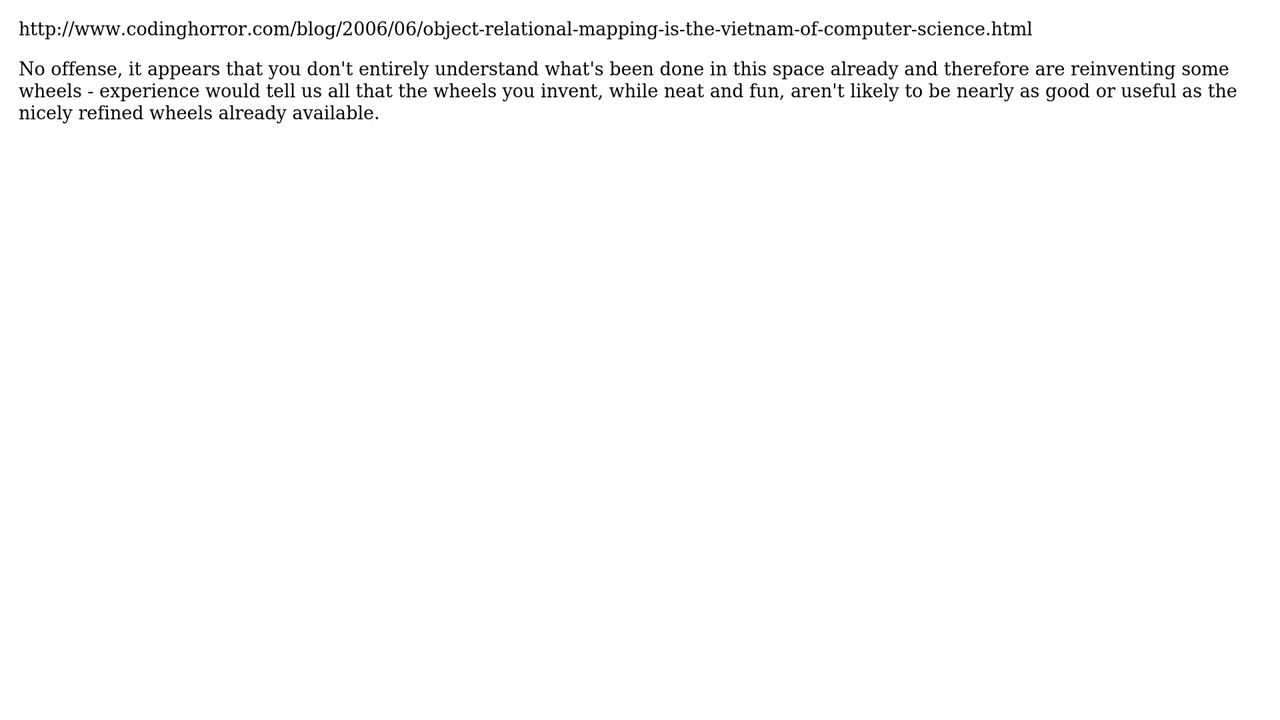 http://www.codinghorror.com/blog/2006/06/object-relational-mapping-is-the-vietnam-of-computer-science.html
No offense, it appears that you don't entirely understand what's been done in this space already and therefore are reinventing some
wheels - experience would tell us all that the wheels you invent, while neat and fun, aren't likely to be nearly as good or useful as the
nicely refined wheels already available.